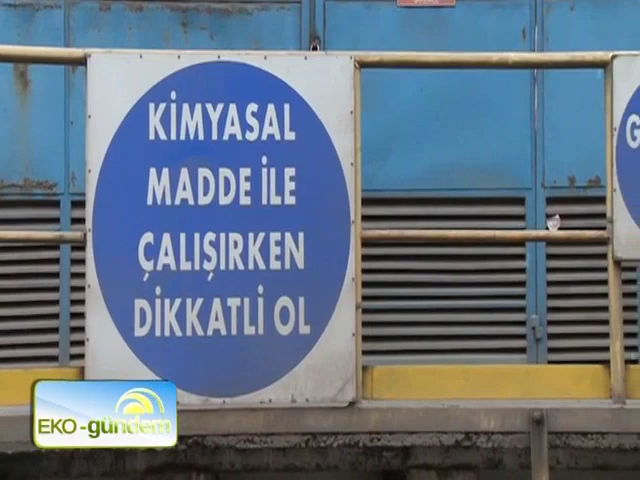 KİMYASAL
MADDE İLE
ÇALIŞIRKEN
DİKKATLİ OL
G
EKO-gündem